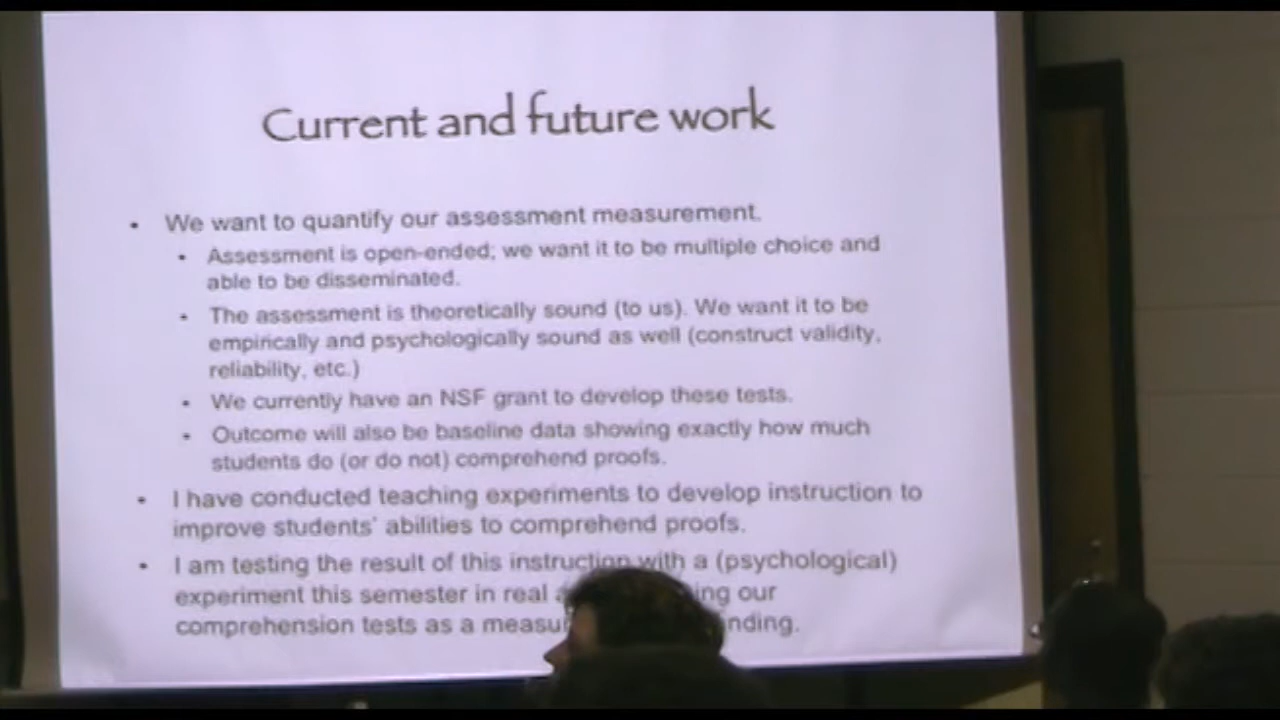 Current and future work
• We want to quantify our assessment measurement.
• Assessment is open-ended; we want it to be multiple choice and
able to be disseminated.
• The assessment is theoretically sound (to us). We want it to be
empirically and psychologically sound as well (construct validity,
reliability, etc.)
• We currently have an NSF grant to develop these tests.
• Outcome will also be baseline data showing exactly how much
students do (or do not) comprehend proofs.
• I have conducted teaching experiments to develop instruction to
improve students' abilities to comprehend proofs.
• I am testing the result of this instruction with a (psychological)
experiment this semester in real our
comprehension tests as a